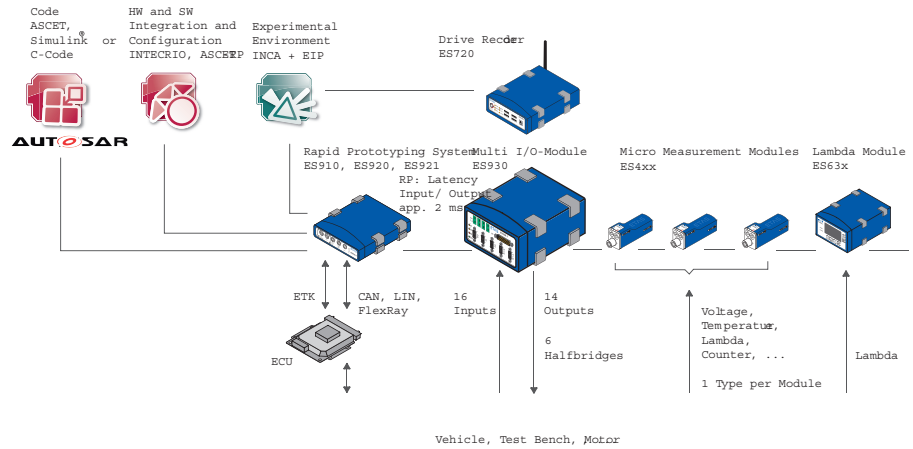 Code
ASCET,
Simulink® or
C-Code
HW and SW
Integration and
Configuration
INTECRIO, ASCET-RP
Experimental
Environment
INCA + EIP
Drive Recorder
ES720
AUTOSAR
Rapid Prototyping System
ES910, ES920, ES921
RP: Latency
Input/ Output
app. 2 ms
Multi I/O-Module
ES930
Micro Measurement Modules
ES4xx
Lambda Module
ES63x
ETK
CAN, LIN,
FlexRay
ECU
16
Inputs
14
Outputs
6
Halfbridges
Voltage,
Temperatur,
Lambda,
Counter, ...
1 Type per Module
Lambda
Vehicle, Test Bench, Motor